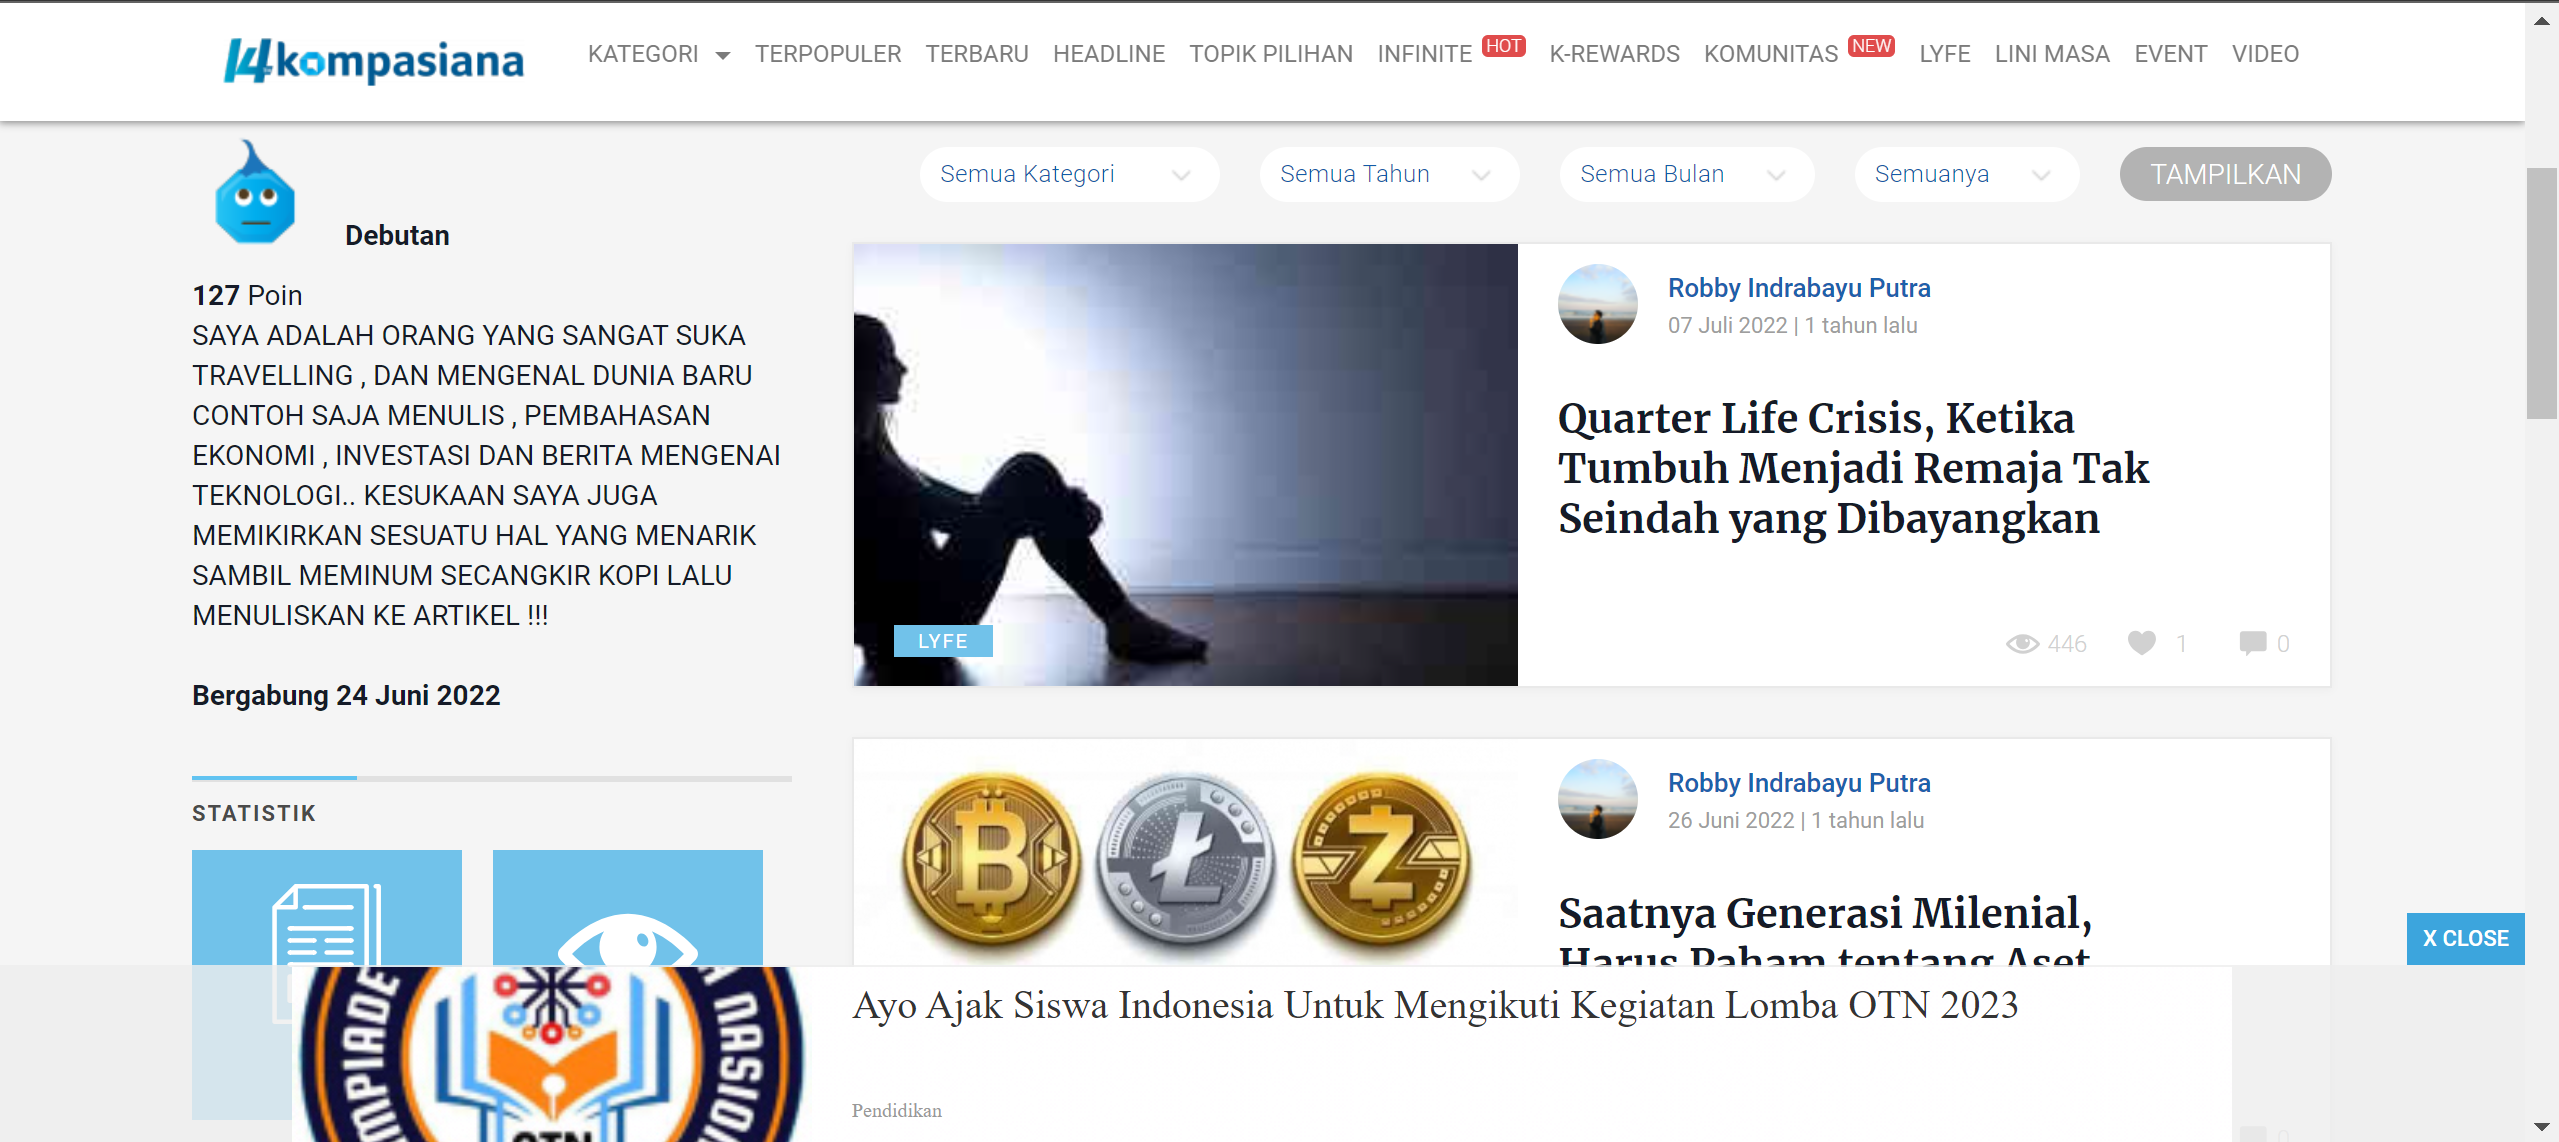 14kompasiana
KATEGORI TERPOPULER TERBARU HEADLINE TOPIK PILIHAN INFINITE HOT K-REWARDS KOMUNITAS NEW LYFE LINI MASA EVENT VIDEO
Semua Kategori Semua Tahun Semua Bulan Semuanya TAMPILKAN
Debutan
127 Poin
SAYA ADALAH ORANG YANG SANGAT SUKA
TRAVELLING , DAN MENGENAL DUNIA BARU
CONTOH SAJA MENULIS , PEMBAHASAN
EKONOMI , INVESTASI DAN BERITA MENGENAI
TEKNOLOGI.. KESUKAAN SAYA JUGA
MEMIKIRKAN SESUATU HAL YANG MENARIK
SAMBIL MEMINUM SECANGKIR KOPI LALU
MENULISKAN KE ARTIKEL !!!
Bergabung 24 Juni 2022
STATISTIK
LYFE
Robby Indrabayu Putra
07 Juli 2022 | 1 tahun lalu
Quarter Life Crisis, Ketika
Tumbuh Menjadi Remaja Tak
Seindah yang Dibayangkan
446 1 0
Robby Indrabayu Putra
26 Juni 2022 | 1 tahun lalu
Saatnya Generasi Milenial,
Harus Paham tentang Aset
X CLOSE
Ayo Ajak Siswa Indonesia Untuk Mengikuti Kegiatan Lomba OTN 2023
Pendidikan
OTN